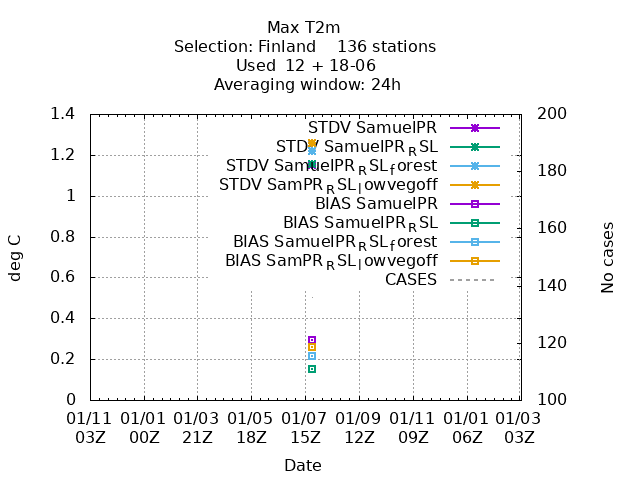 Max T2m
Selection: Finland    136 stations
Used  12 + 18-06
Averaging window: 24h
1.4
1.2
1
0.8
0.6
0.4
0.2
0
deg C
200
180
160
140
120
100
No cases
STDV SamuelPR
STDV SamuelPR_RSL
STDV SamuelPR_RSL_forest
STDV SamPR_RSL_lowvegoff
BIAS SamuelPR
BIAS SamuelPR_RSL
BIAS SamuelPR_RSL_forest
BIAS SamPR_RSL_lowvegoff
CASES
01/11 01/01 01/03 01/05 01/07 01/09 01/11 01/01 01/03
03Z 00Z 21Z 18Z 15Z 12Z 09Z 06Z 03Z
Date